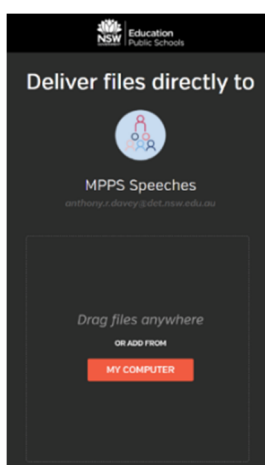 NSW
Education
Public Schools
Deliver files directly to
MPPS Speeches
anthony.r.davey@det.nsw.edu.au
Drag files anywhere
OR ADD FROM
MY COMPUTER